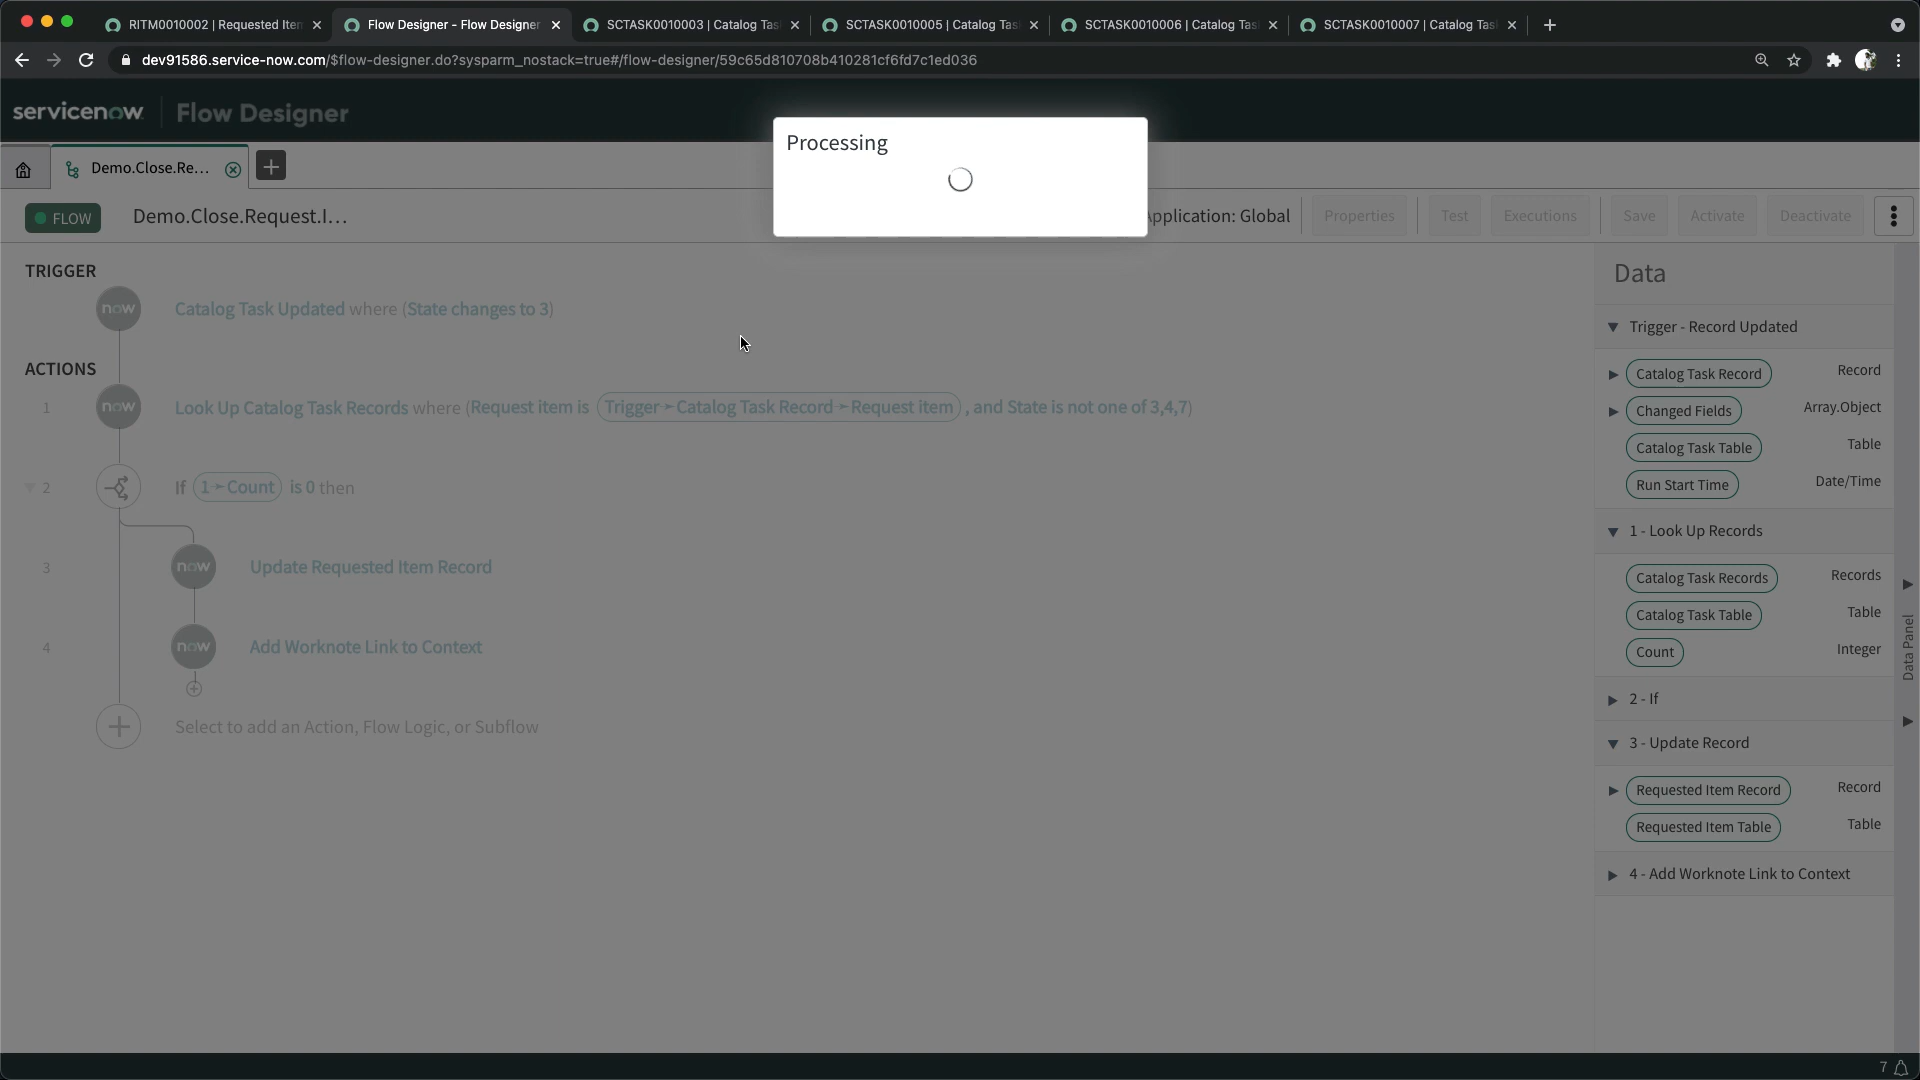 RITM0010002 | Requested Iten
Flow Designer - Flow Designer
SCTASK0010003 | Catalog Tas
SCTASK0010005 | Catalog Tas
SCTASK0010006 | Catalog Tas
SCTASK0010007 | Catalog Tas
dev91586.service-now.com/$flow-designer.do?sysparm_nostack=true#/flow-designer/59c65d810708b410281cf6fd7c1ed036
servicenow
Flow Designer
Processing
Demo.Close.Re...
FLOW
Demo.Close.Request.I...
Application: Global
Properties
Test
Executions
Save
Activate
Deactivate
TRIGGER
now
Catalog Task Updated where (State changes to 3)
ACTIONS
1
now
Look Up Catalog Task Records where (Request item is Trigger➛Catalog Task Record➛Request item , and State is not one of 3,4,7)
2
If 1➛Count is 0 then
3
now
Update Requested Item Record
4
now
Add Worknote Link to Context
Select to add an Action, Flow Logic, or Subflow
Data
Trigger - Record Updated
Catalog Task Record Record
Changed Fields Array.Object
Catalog Task Table Table
Run Start Time Date/Time
1 - Look Up Records
Catalog Task Records Records
Catalog Task Table Table
Count Integer
2 - If
3 - Update Record
Requested Item Record Record
Requested Item Table Table
4 - Add Worknote Link to Context
Data Panel
7